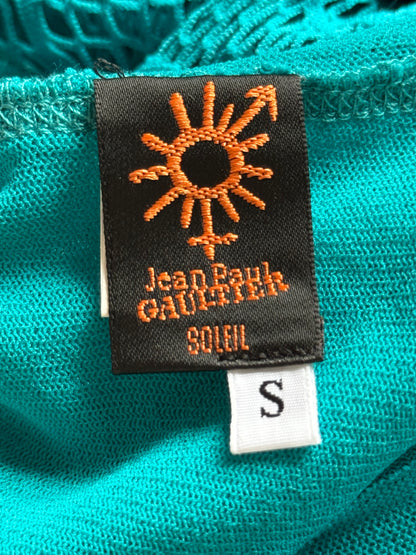 Jean Paul
GAULTIER
SOLEIL
S